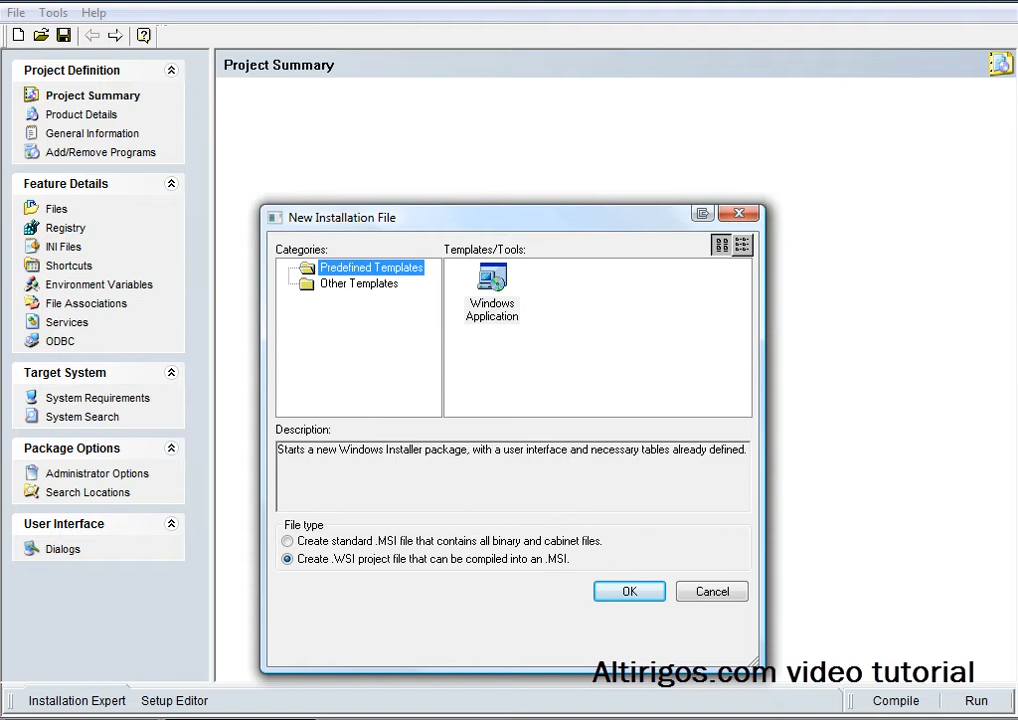 File Tools Help
Project Definition
Project Summary
Product Details
General Information
Add/Remove Programs
Feature Details
Files
Registry
INI Files
Shortcuts
Environment Variables
File Associations
Services
ODBC
Target System
System Requirements
System Search
Package Options
Administrator Options
Search Locations
User Interface
Dialogs
Project Summary
New Installation File
Categories:
Predefined Templates
Other Templates
Templates/Tools:
Windows
Application
Description:
Starts a new Windows Installer package, with a user interface and necessary tables already defined.
File type
Create standard .MSI file that contains all binary and cabinet files.
Create .WSI project file that can be compiled into an .MSI.
OK Cancel
Altirigos.com video tutorial
Installation Expert Setup Editor Compile Run